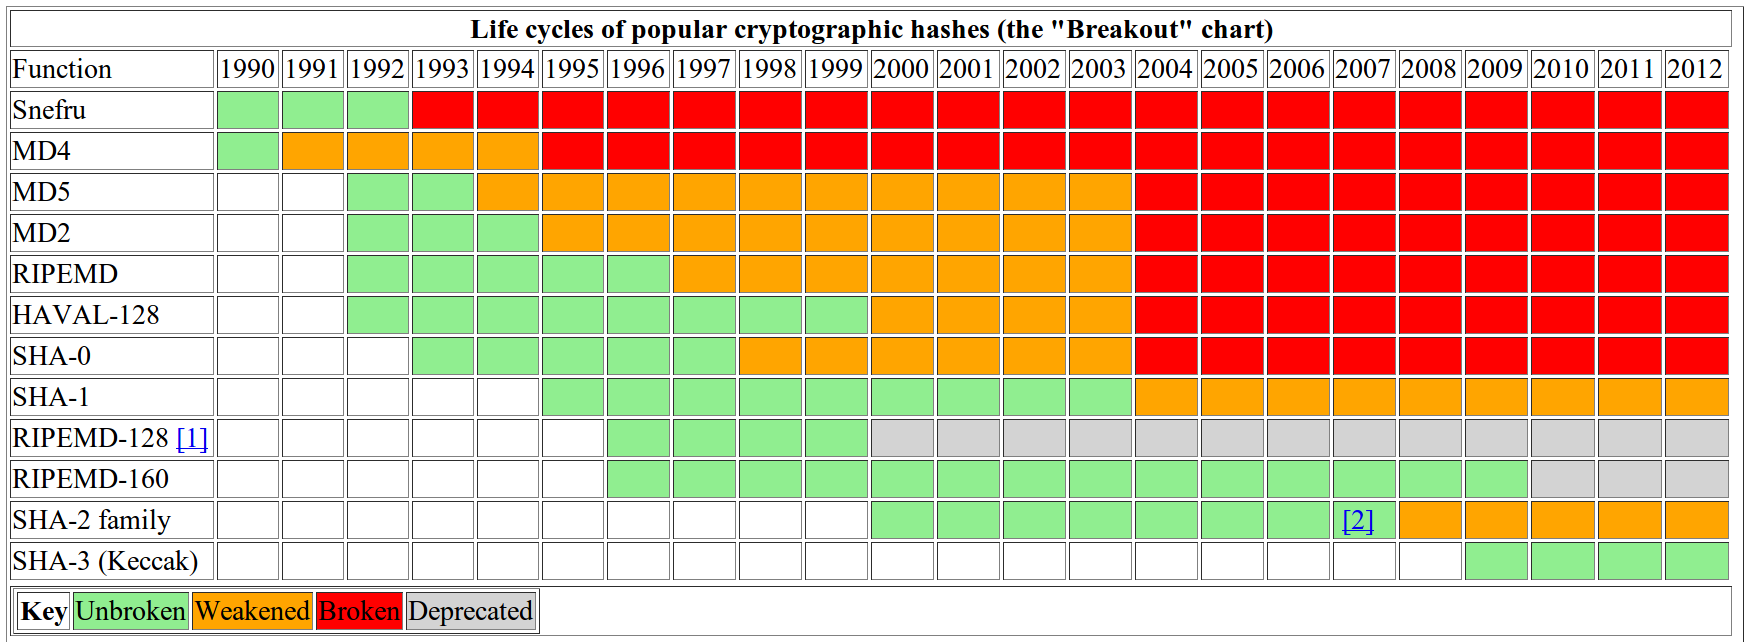 Life cycles of popular cryptographic hashes (the "Breakout" chart)
Function 1990 1991 1992 1993 1994 1995 1996 1997 1998 1999 2000 2001 2002 2003 2004 2005 2006 2007 2008 2009 2010 2011 2012
Snefru
MD4
MD5
MD2
RIPEMD
HAVAL-128
SHA-0
SHA-1
RIPEMD-128 [1]
RIPEMD-160
SHA-2 family [2]
SHA-3 (Keccak)
Key Unbroken Weakened Broken Deprecated